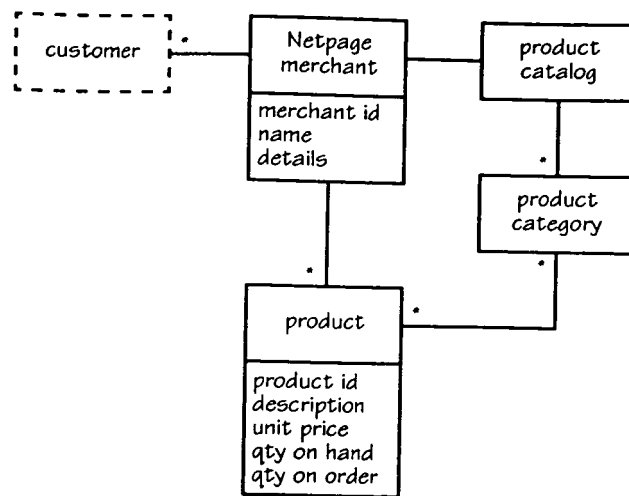 customer
*
Netpage
merchant
merchant id
name
details
product
catalog
*
product
category
*
*
*
product
product id
description
unit price
qty on hand
qty on order